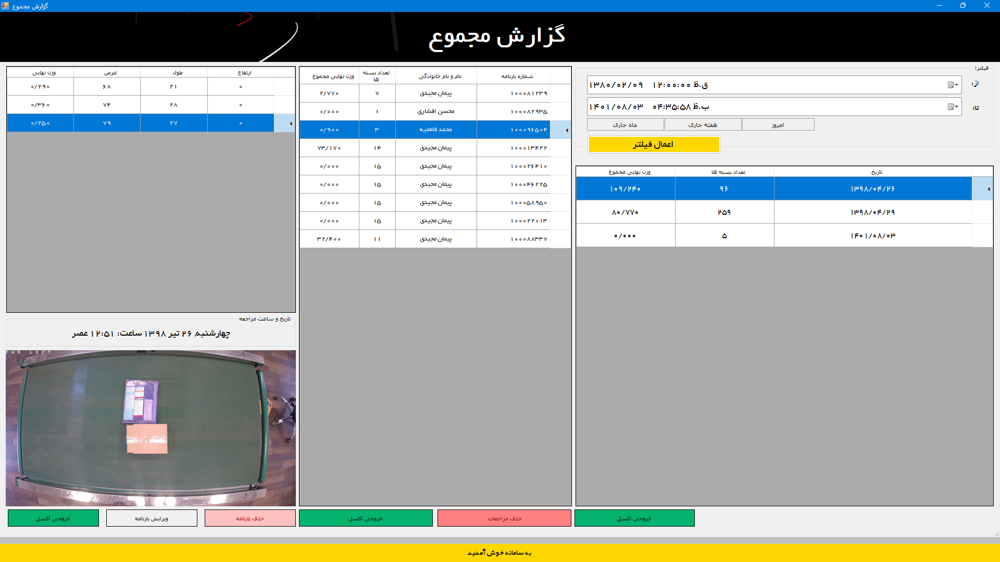 گزارش مجموع
گزارش مجموع
فیلتر:
از: ۱۳۸۰/۰۲/۰۹ ۱۲:۰۰:۰۰ ق.ظ
تا: ۱۴۰۱/۰۸/۰۳ ۰۴:۳۵:۵۸ ب.ظ
امروز هفته جاری ماه جاری
اعمال فیلتر
تاریخ تعداد بسته ها وزن نهایی مجموع
۱۳۹۸/۰۴/۲۶ ۹۶ ۱۰۹/۲۴۰
۱۳۹۸/۰۴/۲۹ ۲۵۹ ۸۰/۷۷۰
۱۴۰۱/۰۸/۰۳ ۵ ۰/۰۰۰
خروجی اکسل
شماره بارنامه نام و نام خانوادگی تعداد بسته ها وزن نهایی مجموع
۱۰۰۰۸۱۲۳۹ پیمان مجیدی ۷ ۲/۷۷۰
۱۰۰۰۸۲۹۳۵ محسن افشاری ۱ ۰/۰۰۰
۱۰۰۰۹۶۵۰۴ محمد فاطمیه ۳ ۰/۹۰۰
۱۰۰۰۱۳۴۲۲ پیمان مجیدی ۱۴ ۷۳/۱۷۰
۱۰۰۰۲۶۴۱۰ پیمان مجیدی ۱۵ ۰/۰۰۰
۱۰۰۰۴۶۲۲۵ پیمان مجیدی ۱۵ ۰/۰۰۰
۱۰۰۰۵۸۹۵۰ پیمان مجیدی ۱۵ ۰/۰۰۰
۱۰۰۰۲۲۰۱۳ پیمان مجیدی ۱۵ ۰/۰۰۰
۱۰۰۰۸۸۳۳۷ پیمان مجیدی ۱۱ ۳۲/۴۰۰
حذف مراجعات خروجی اکسل
ارتفاع طول عرض وزن نهایی
۰ ۲۱ ۶۸ ۰/۲۹۰
۰ ۲۸ ۷۴ ۰/۳۶۰
۰ ۲۷ ۷۹ ۰/۲۵۰
تاریخ و ساعت مراجعه
چهارشنبه, ۲۶ تیر ۱۳۹۸ ساعت: ۱۲:۵۱ عصر
FAR LEFT
حذف بارنامه ویرایش بارنامه خروجی اکسل
به سامانه خوش آمدید